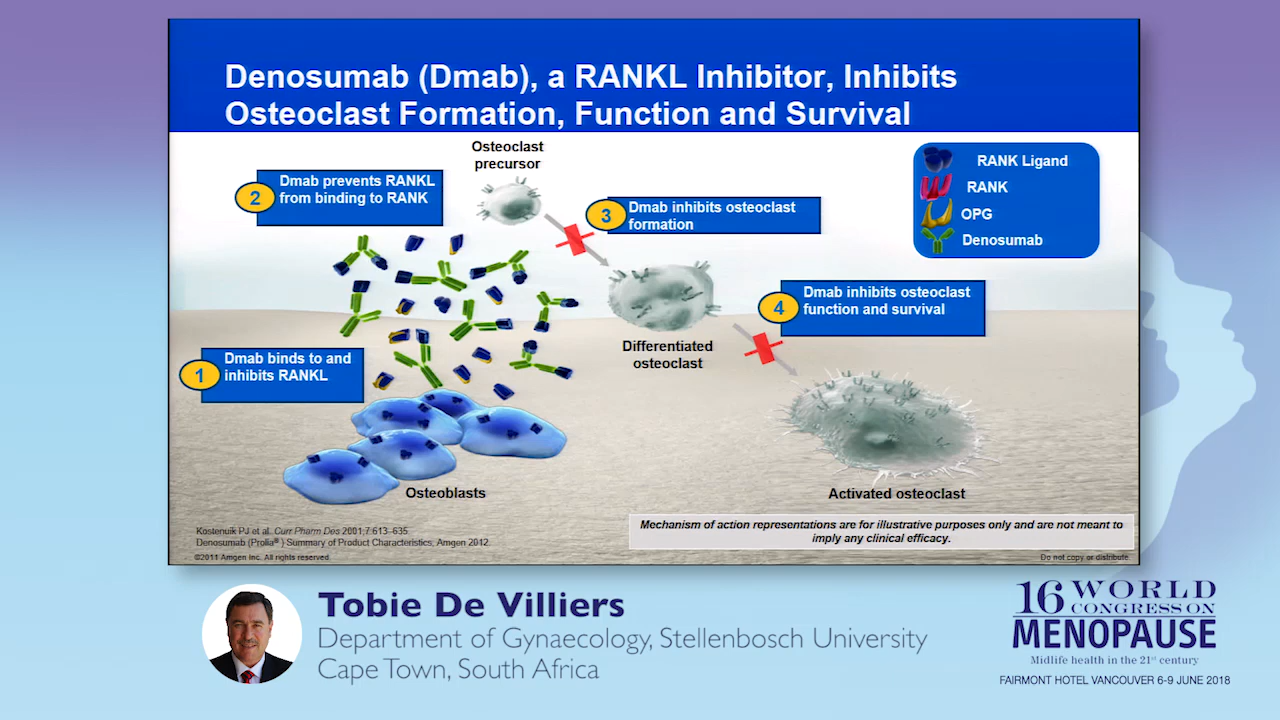 Denosumab (Dmab), a RANKL Inhibitor, Inhibits
Osteoclast Formation, Function and Survival
Osteoclast
precursor
RANK Ligand
RANK
OPG
Denosumab
2
Dmab prevents RANKL
from binding to RANK
3
Dmab inhibits osteoclast
formation
4
Dmab inhibits osteoclast
function and survival
Differentiated
osteoclast
1
Dmab binds to and
inhibits RANKL
Osteoblasts
Activated osteoclast
Kostenuik PJ et al. Curr Pharm Des 2001;7:613–635
Denosumab (Prolia®) Summary of Product Characteristics, Amgen 2012
©2011 Amgen Inc. All rights reserved
Mechanism of action representations are for illustrative purposes only and are not meant to
imply any clinical efficacy.
Do not copy or distribute
Tobie De Villiers
Department of Gynaecology, Stellenbosch University
Cape Town, South Africa
16 WORLD
CONGRESS ON
MENOPAUSE
Midlife health in the 21st century
FAIRMONT HOTEL VANCOUVER 6-9 JUNE 2018